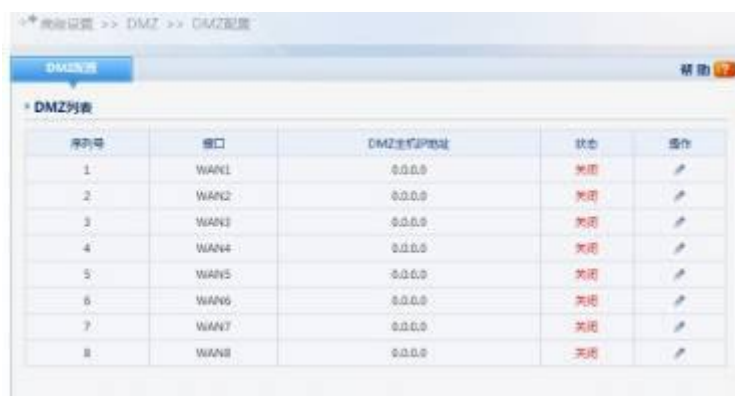 高级设置 >> DMZ >> DMZ配置
DMZ配置 帮助
DMZ列表
序列号 接口 DMZ主机IP地址 状态 操作
1 WAN1 0.0.0.0 关闭
2 WAN2 0.0.0.0 关闭
3 WAN3 0.0.0.0 关闭
4 WAN4 0.0.0.0 关闭
5 WAN5 0.0.0.0 关闭
6 WAN6 0.0.0.0 关闭
7 WAN7 0.0.0.0 关闭
8 WAN8 0.0.0.0 关闭